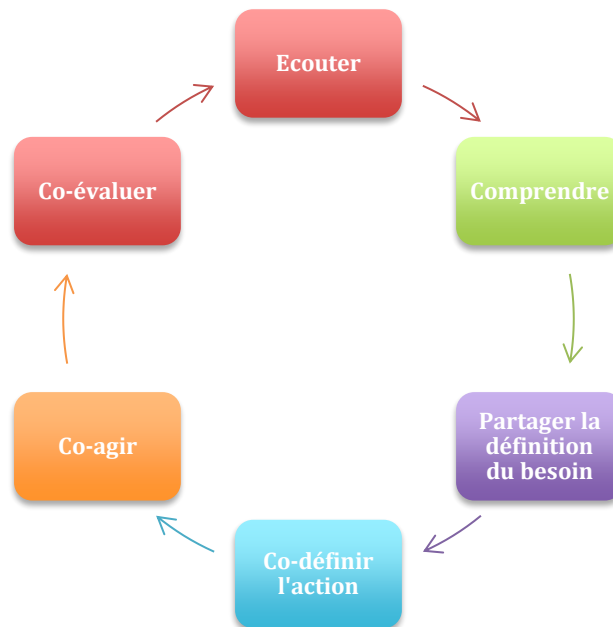 Ecouter
Comprendre
Partager la
définition
du besoin
Co-définir
l'action
Co-agir
Co-évaluer